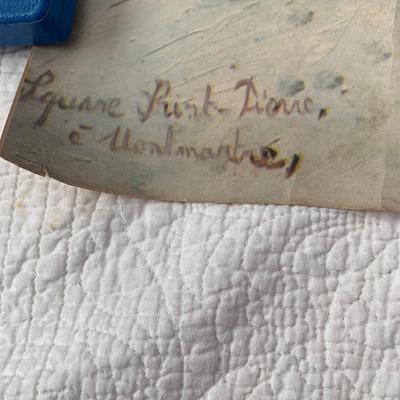 Square Saint-Pierre,
à Montmartre,